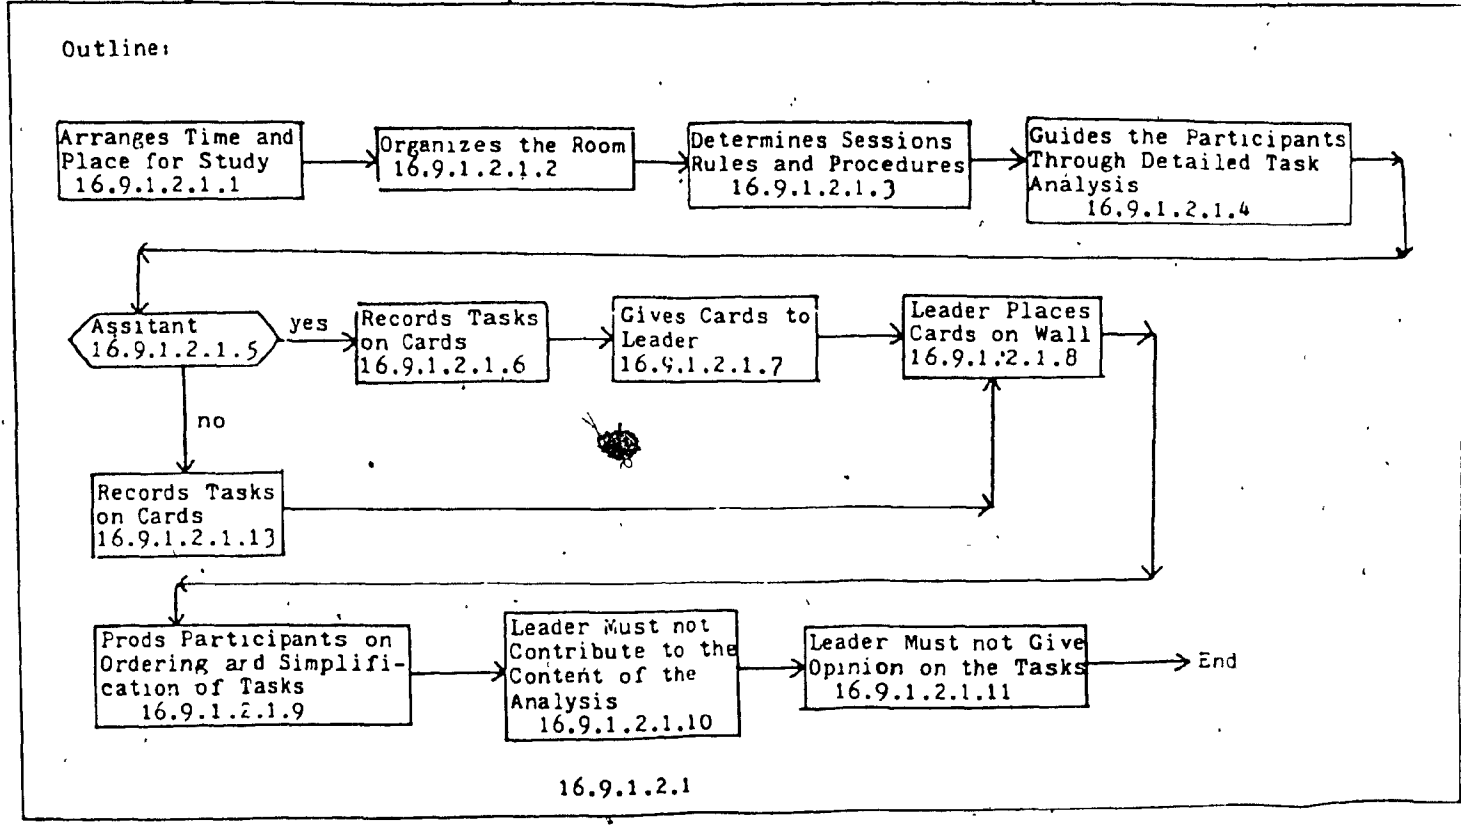 Outline:
Arranges Time and
Place for Study
16.9.1.2.1.1
Organizes the Room
16.9.1.2.1.2
Determines Sessions
Rules and Procedures
16.9.1.2.1.3
Guides the Participants
Through Detailed Task
Analysis
16.9.1.2.1.4
Assitant
16.9.1.2.1.5
yes
Records Tasks
on Cards
16.9.1.2.1.6
Gives Cards to
Leader
16.9.1.2.1.7
Leader Places
Cards on Wall
16.9.1.2.1.8
no
Records Tasks
on Cards
16.9.1.2.1.13
Prods Participants on
Ordering and Simplifi-
cation of Tasks
16.9.1.2.1.9
Leader Must not
Contribute to the
Content of the
Analysis
16.9.1.2.1.10
Leader Must not Give
Opinion on the Tasks
16.9.1.2.1.11
End
16.9.1.2.1